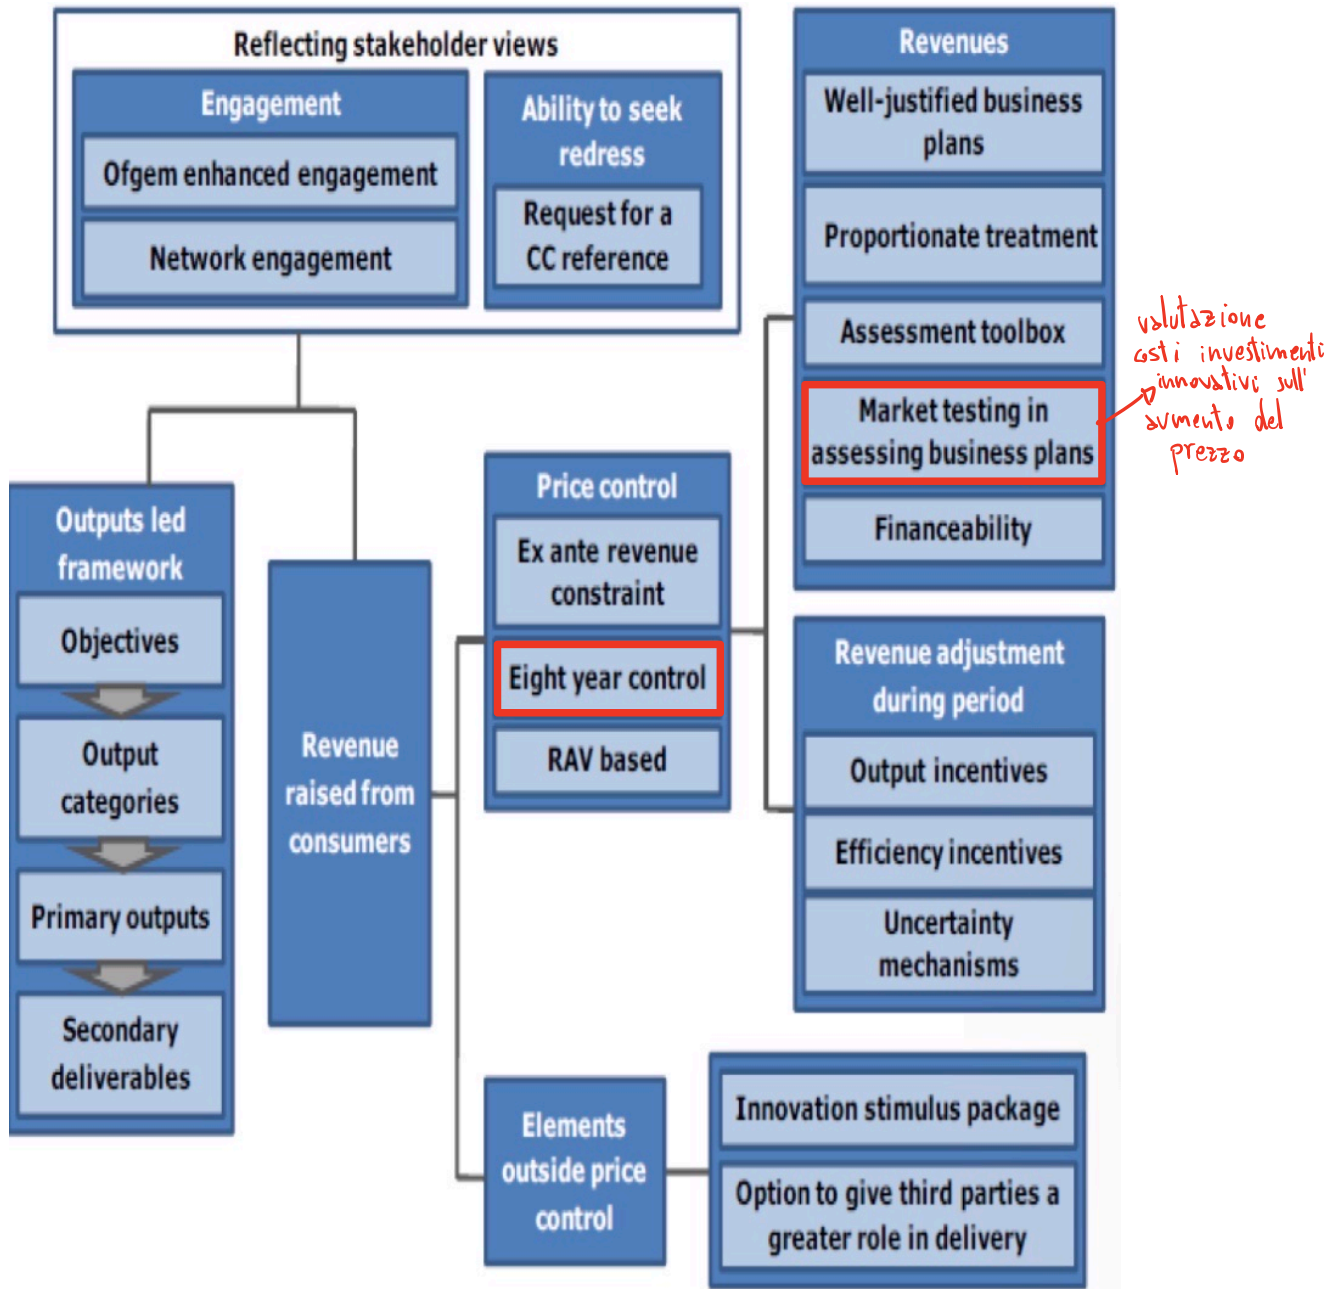 Reflecting stakeholder views
Engagement
Ofgem enhanced engagement
Network engagement
Ability to seek
redress
Request for a
CC reference
Outputs led
framework
Objectives
Output
categories
Primary outputs
Secondary
deliverables
Revenue
raised from
consumers
Price control
Ex ante revenue
constraint
Eight year control
RAV based
Revenues
Well-justified business
plans
Proportionate treatment
Assessment toolbox
Market testing in
assessing business plans
Financeability
valutazione
costi investimenti
innovativi sull'
aumento del
prezzo
Revenue adjustment
during period
Output incentives
Efficiency incentives
Uncertainty
mechanisms
Elements
outside price
control
Innovation stimulus package
Option to give third parties a
greater role in delivery